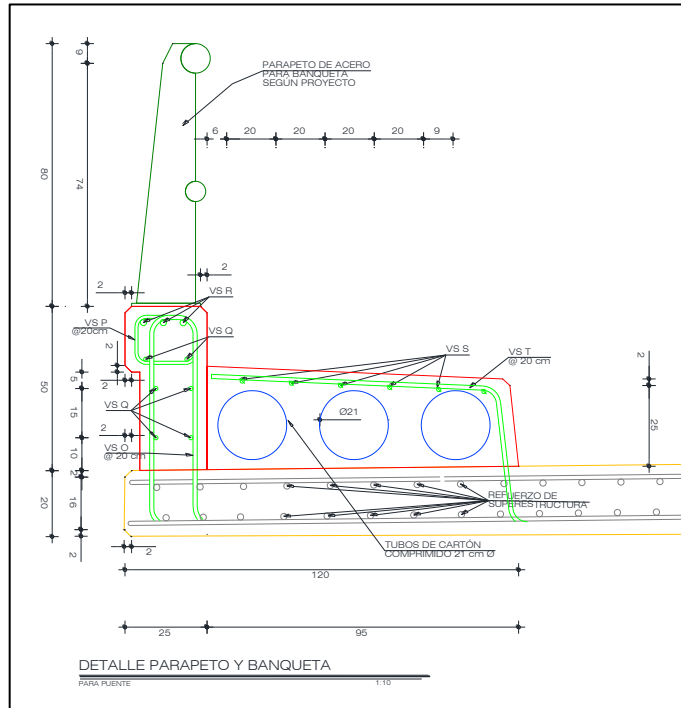 9
PARAPETO DE ACERO
PARA BANQUETA
SEGÚN PROYECTO
6 20 20 20 20 9
80
74
2
2
VS R
VS P
@20cm
VS Q
VS S
VS T
@ 20 cm
2
2
5
2
50
15
VS Q
Ø21
25
2
10
VS O
@ 20 cm
2
20
16
REFUERZO DE
SUPERESTRUCTURA
2
2
TUBOS DE CARTÓN
COMPRIMIDO 21 cm Ø
120
25
95
DETALLE PARAPETO Y BANQUETA
PARA PUENTE
1:10